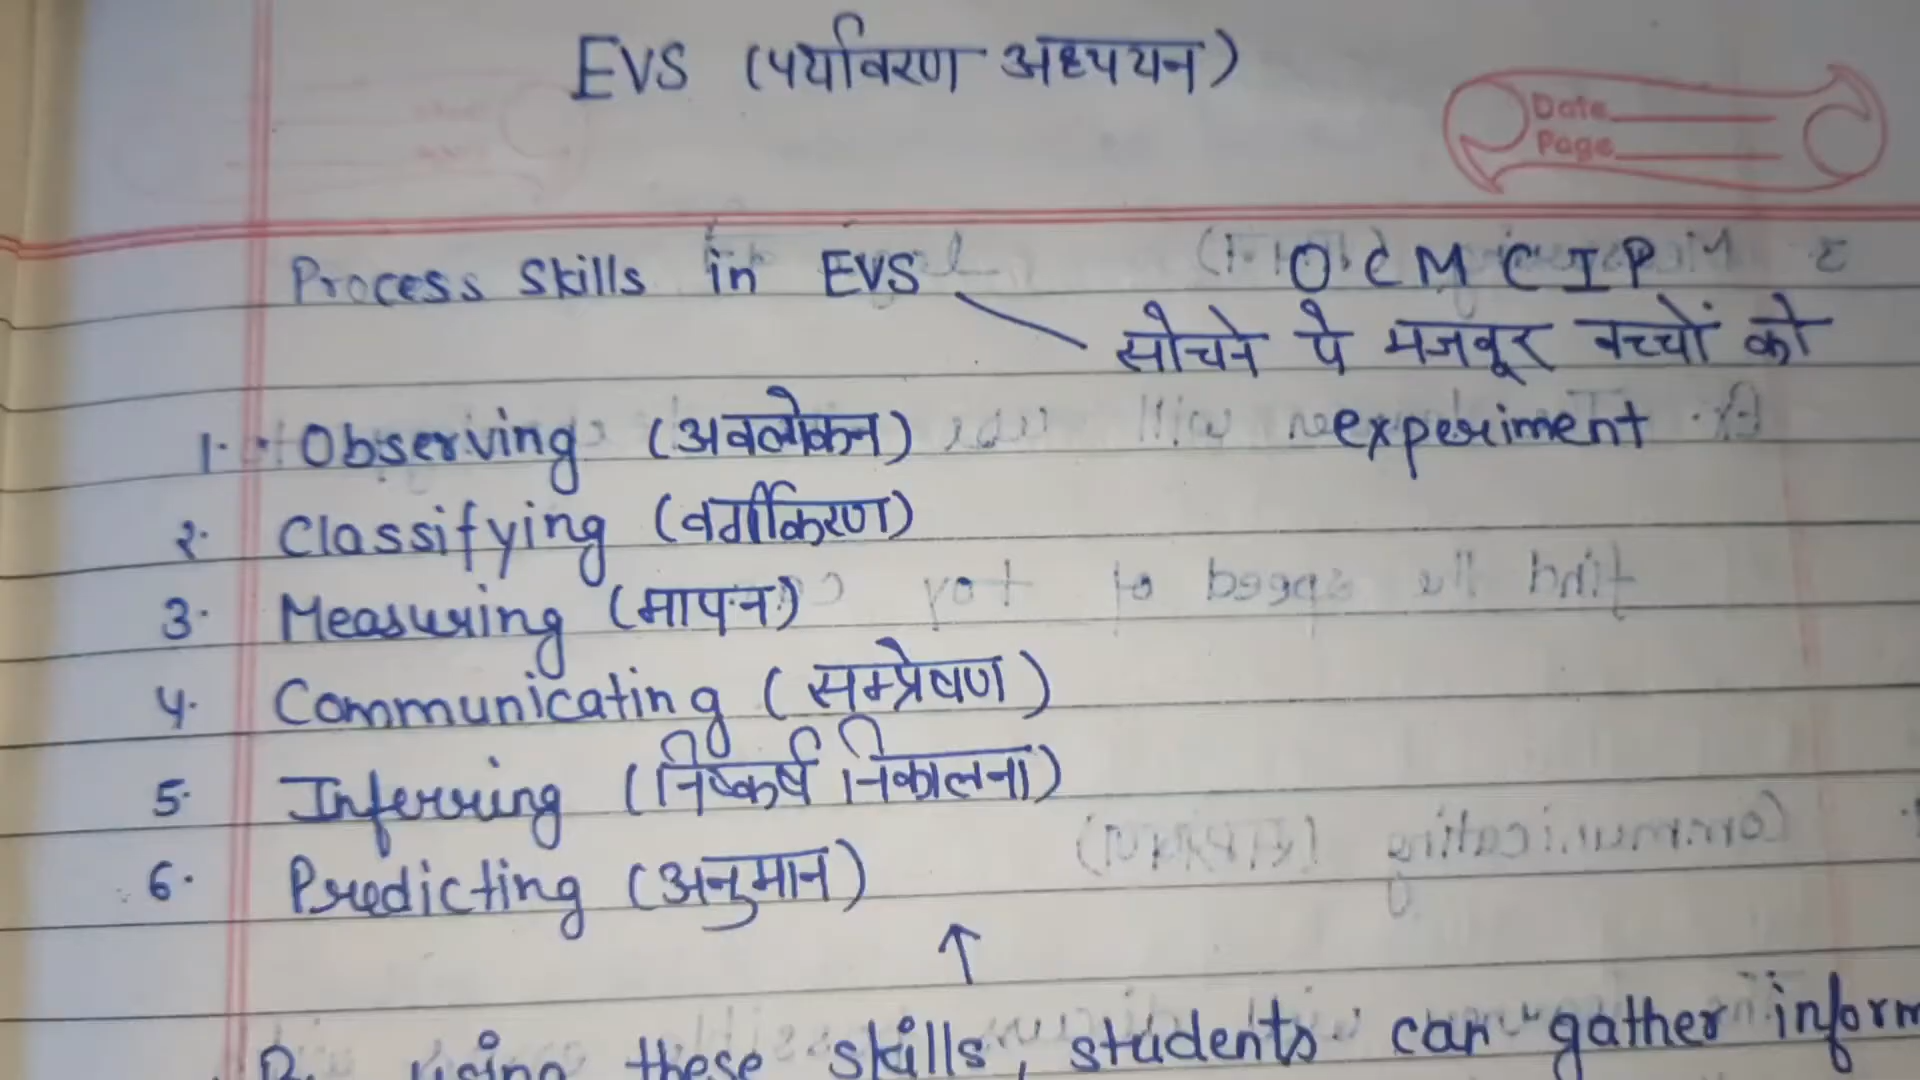 EVS (पर्यावरण अध्ययन)
Date
Page
Process Skills in EVS O C M C I P
सोचने पे मजबूर बच्चों को
1. Observing (अवलोकन) experiment
2. Classifying (वर्गीकरण)
3. Measuring (मापन)
4. Communicating (सम्प्रेषण)
5. Inferring (निष्कर्ष निकालना)
6. Predicting (अनुमान)
↑
using these skills, students can gather inform